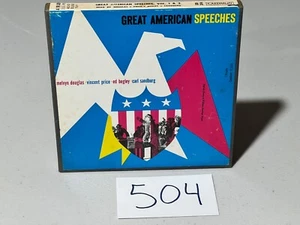 GREAT AMERICAN SPEECHES
melvyn douglas · vincent price · ed begley · carl sandburg
504